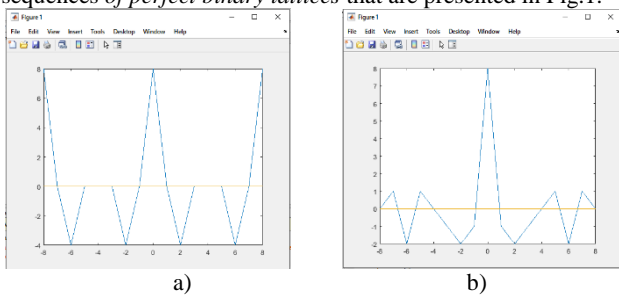 sequences of perfect binary lattices that are presented in Fig.1.
Figure 1
File Edit View Insert Tools Desktop Window Help
8
6
4
2
0
-2
-4
-8 -6 -4 -2 0 2 4 6 8
a)
Figure 1
File Edit View Insert Tools Desktop Window Help
8
7
6
5
4
3
2
1
0
-1
-2
-8 -6 -4 -2 0 2 4 6 8
b)